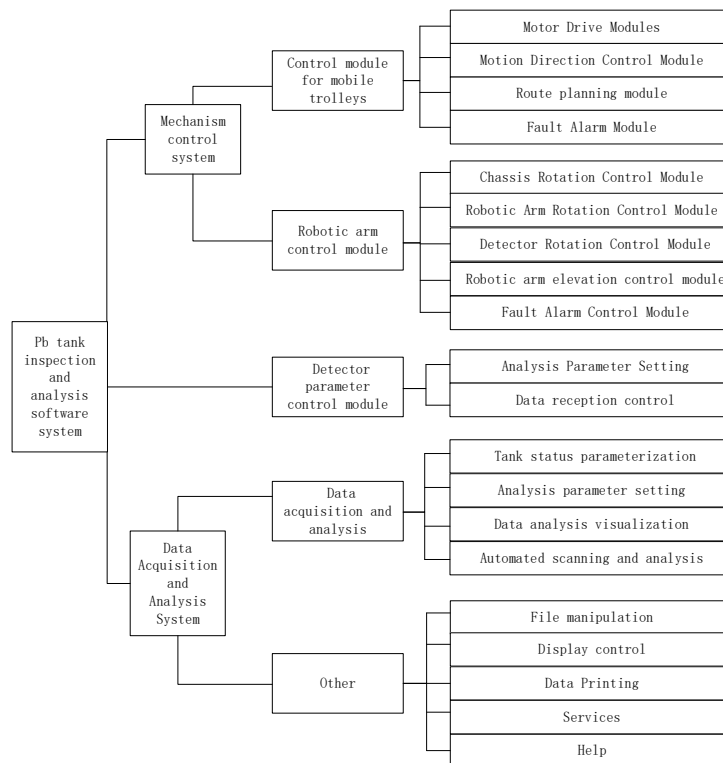 Pb tank
inspection
and
analysis
software
system
Mechanism
control
system
Control module
for mobile
trolleys
Motor Drive Modules
Motion Direction Control Module
Route planning module
Fault Alarm Module
Robotic arm
control module
Chassis Rotation Control Module
Robotic Arm Rotation Control Module
Detector Rotation Control Module
Robotic arm elevation control module
Fault Alarm Control Module
Detector
parameter
control module
Analysis Parameter Setting
Data reception control
Data
Acquisition
and
Analysis
System
Data
acquisition and
analysis
Tank status parameterization
Analysis parameter setting
Data analysis visualization
Automated scanning and analysis
Other
File manipulation
Display control
Data Printing
Services
Help